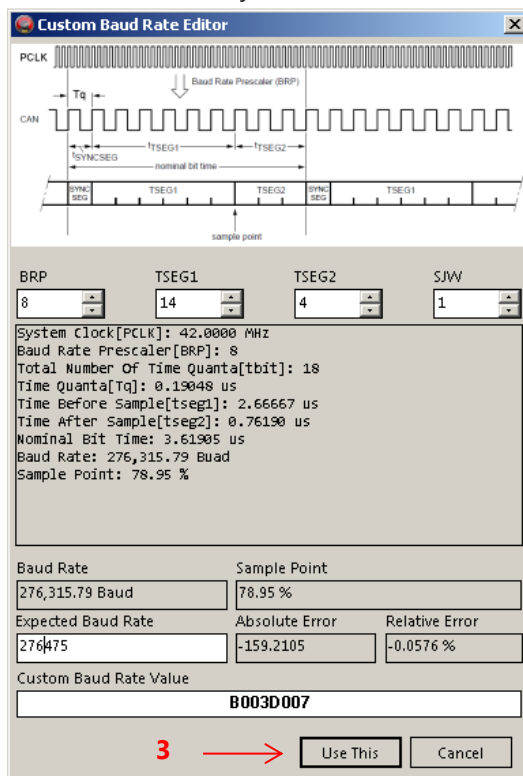 Custom Baud Rate Editor
PCLK
Baud Rate Prescaler (BRP)
Tq
CAN
tSYNCSEG
tTSEG1
tTSEG2
nominal bit time
SYNC SEG
TSEG1
TSEG2
SYNC SEG
TSEG1
sample point
BRP TSEG1 TSEG2 SJW
8 14 4 1
System Clock[PCLK]: 42.0000 MHz
Baud Rate Prescaler[BRP]: 8
Total Number Of Time Quanta[tbit]: 18
Time Quanta[Tq]: 0.19048 us
Time Before Sample[tseg1]: 2.66667 us
Time After Sample[tseg2]: 0.76190 us
Nominal Bit Time: 3.61905 us
Baud Rate: 276,315.79 Buad
Sample Point: 78.95 %
Baud Rate Sample Point
276,315.79 Baud 78.95 %
Expected Baud Rate Absolute Error Relative Error
276475 -159.2105 -0.0576 %
Custom Baud Rate Value
B003D007
3 Use This Cancel